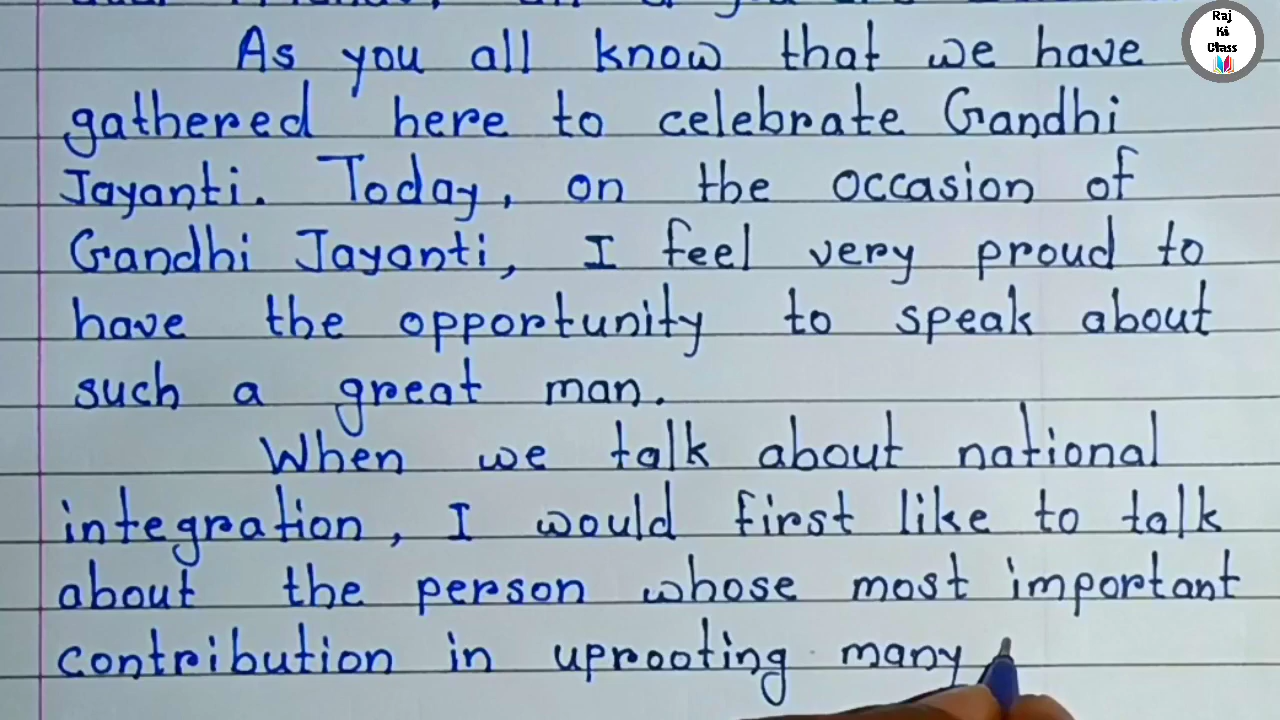 Raj
Ki
Class
As you all know that we have
gathered here to celebrate Gandhi
Jayanti. Today, on the occasion of
Gandhi Jayanti, I feel very proud to
have the opportunity to speak about
such a great man.
When we talk about national
integration, I would first like to talk
about the person whose most important
contribution in uprooting many